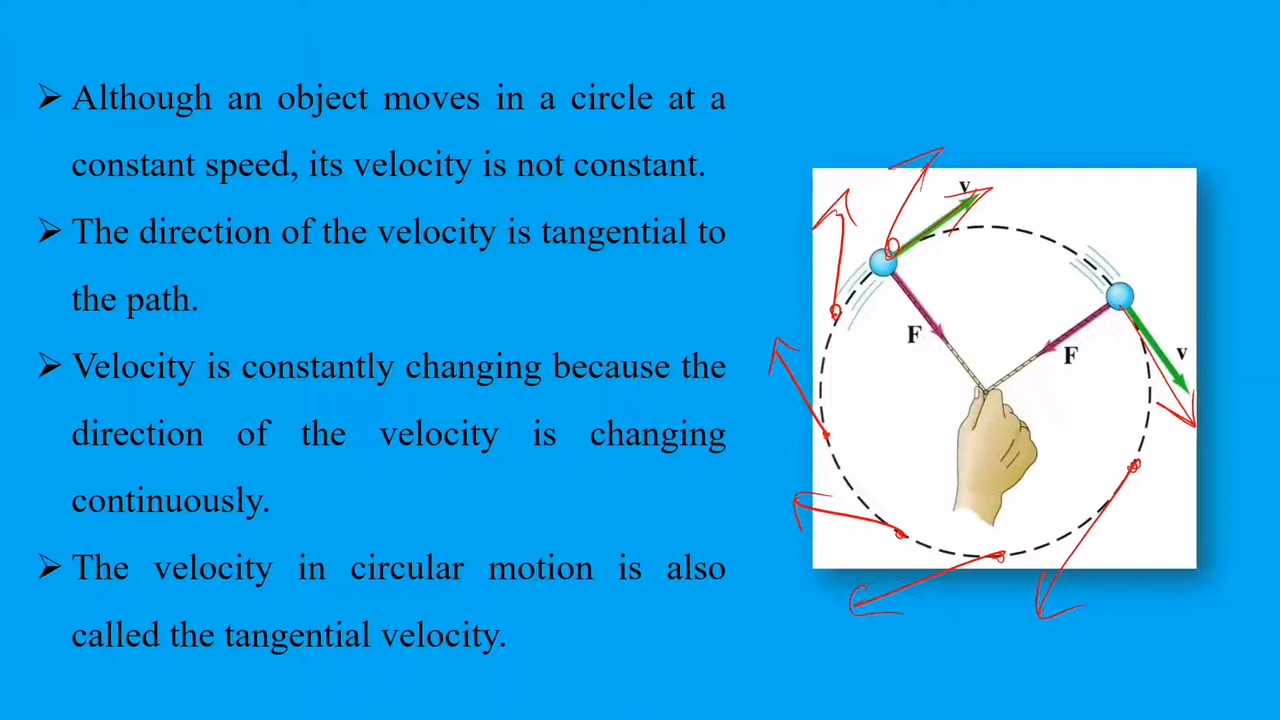 ➢ Although an object moves in a circle at a
constant speed, its velocity is not constant.
➢ The direction of the velocity is tangential to
the path.
➢ Velocity is constantly changing because the
direction of the velocity is changing
continuously.
➢ The velocity in circular motion is also
called the tangential velocity.
v
F
F
v